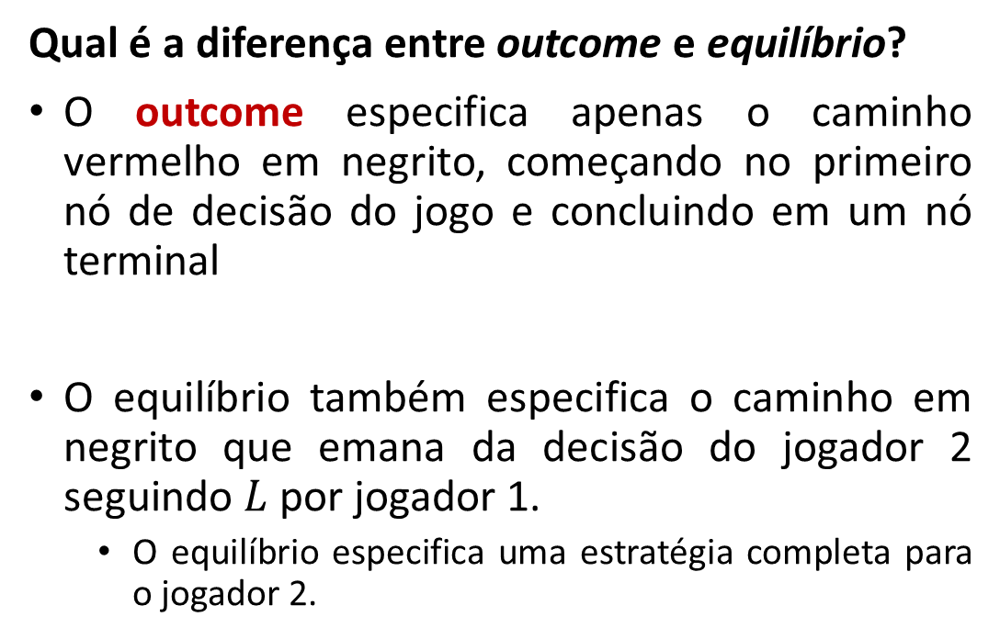 Qual é a diferença entre outcome e equilíbrio?
• O outcome especifica apenas o caminho
vermelho em negrito, começando no primeiro
nó de decisão do jogo e concluindo em um nó
terminal
• O equilíbrio também especifica o caminho em
negrito que emana da decisão do jogador 2
seguindo L por jogador 1.
• O equilíbrio especifica uma estratégia completa para
o jogador 2.